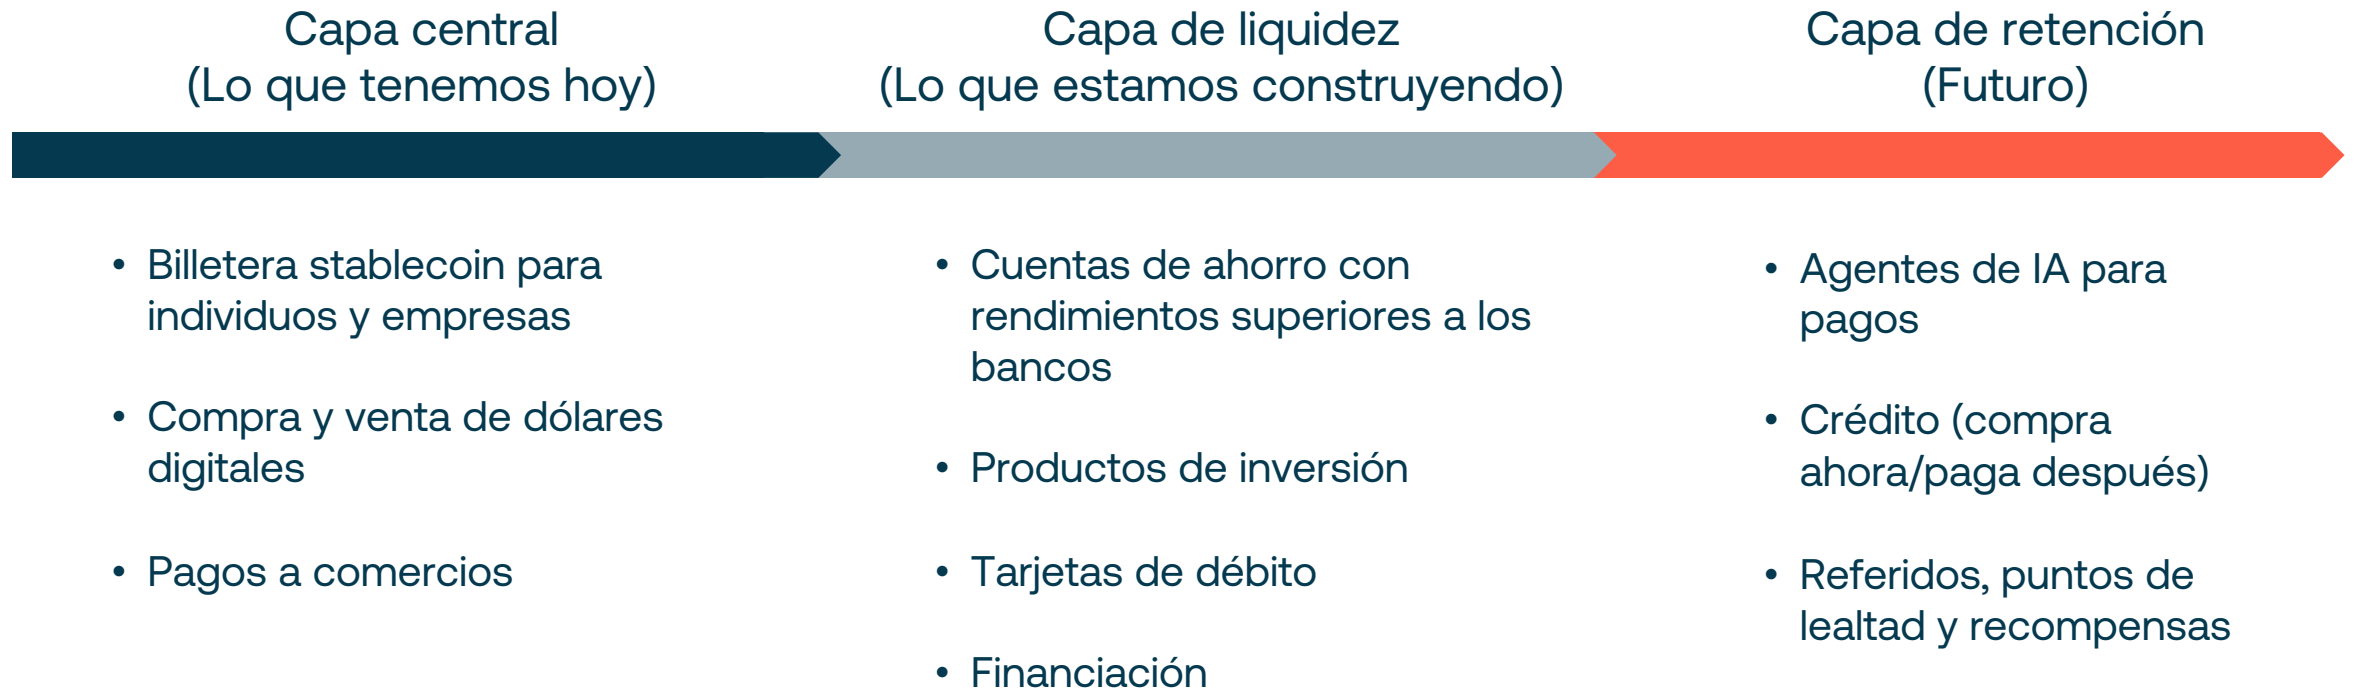 Capa central
(Lo que tenemos hoy)
Capa de liquidez
(Lo que estamos construyendo)
Capa de retención
(Futuro)
• Billetera stablecoin para
individuos y empresas
• Compra y venta de dólares
digitales
• Pagos a comercios
• Cuentas de ahorro con
rendimientos superiores a los
bancos
• Productos de inversión
• Tarjetas de débito
• Financiación
• Agentes de IA para
pagos
• Crédito (compra
ahora/paga después)
• Referidos, puntos de
lealtad y recompensas